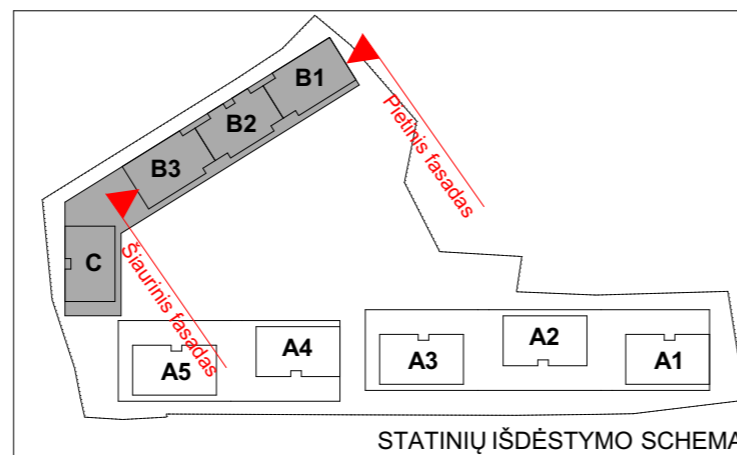 B1
B2
B3
Pietinis fasadas
C
Šiaurinis fasadas
A5
A4
A3
A2
A1
STATINIŲ IŠDĖSTYMO SCHEMA